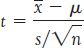 t = (x̄ − μ) / (s/√n)